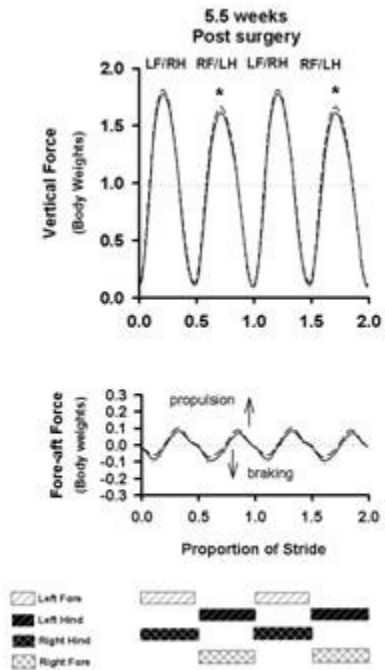 5.5 weeks
Post surgery
LF/RH RF/LH LF/RH RF/LH
* *
Vertical Force
(Body Weights)
2.0
1.5
1.0
0.5
0.0
0.0 0.5 1.0 1.5 2.0
Fore-aft Force
(Body weights)
0.3
0.2
0.1
0.0
-0.1
-0.2
-0.3
propulsion
braking
0.0 0.5 1.0 1.5 2.0
Proportion of Stride
Left Fore
Left Hind
Right Hind
Right Fore